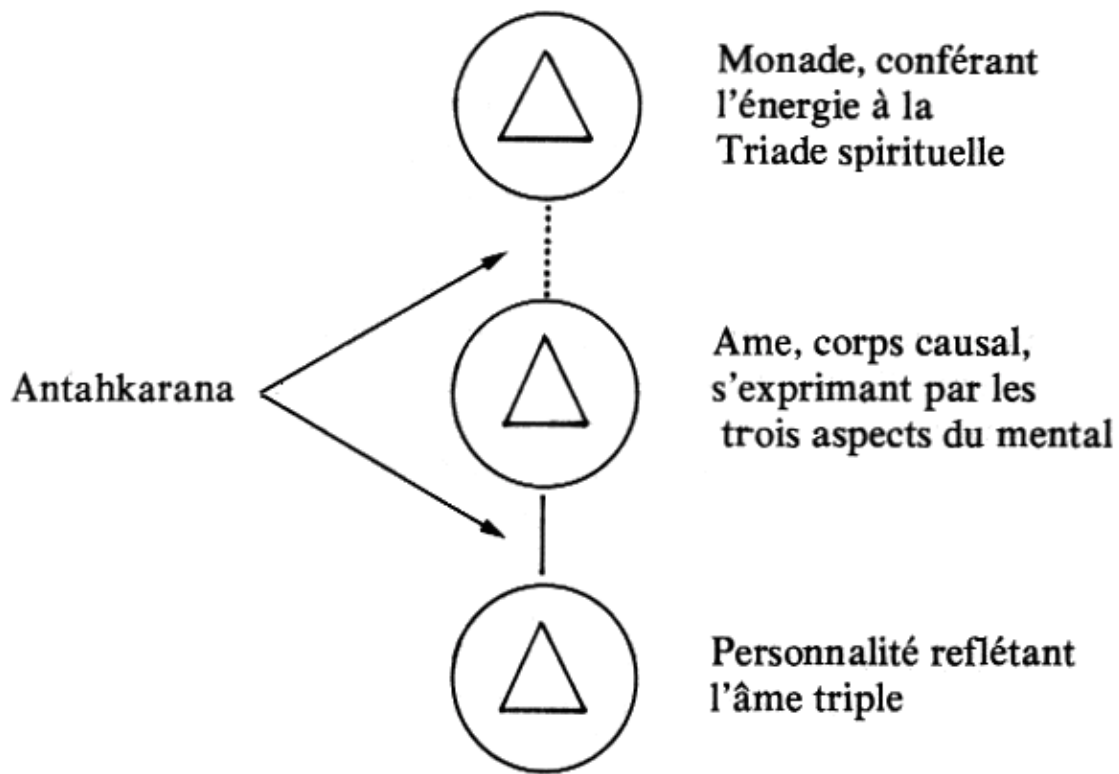 Monade, conférant
l'énergie à la
Triade spirituelle
Antahkarana
Ame, corps causal,
s'exprimant par les
trois aspects du mental
Personnalité reflétant
l'âme triple